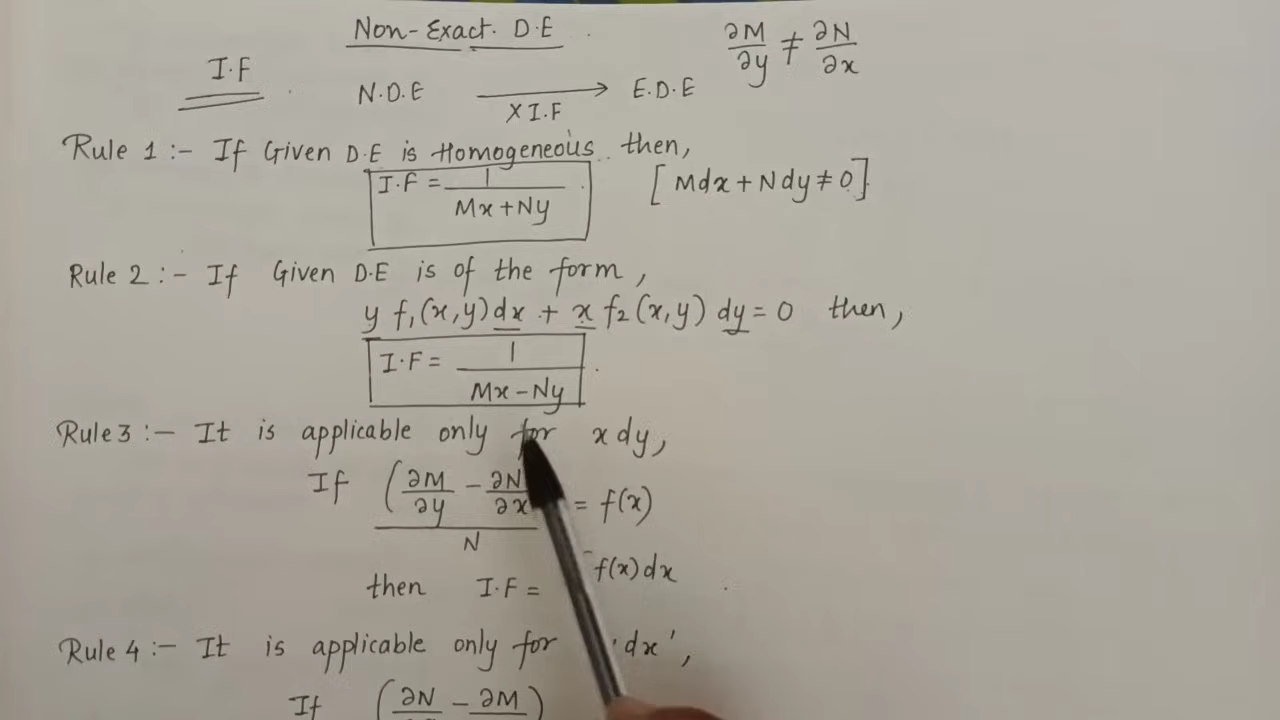 Non-Exact D.E
∂M/∂y ≠ ∂N/∂x
I.F
N.D.E ⟶ E.D.E
X I.F
Rule 1 :- If Given D.E is Homogeneous then,
I.F = 1/(Mx + Ny) [Mdx + Ndy ≠ 0]
Rule 2 :- If Given D.E is of the form,
y f₁(x,y) dx + x f₂(x,y) dy = 0 then,
I.F = 1/(Mx - Ny)
Rule 3 :- It is applicable only for x dy,
If (∂M/∂y - ∂N/∂x / N = f(x)
then I.F = f(x) dx
Rule 4 :- It is applicable only for 'dx',
If (∂N - ∂M)